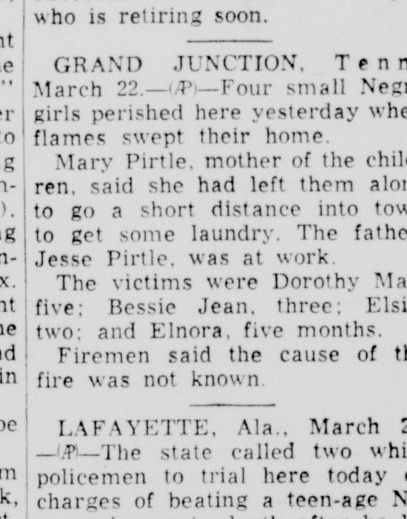 who is retiring soon.
GRAND JUNCTION, Tenn
March 22.—(AP)—Four small Negr
girls perished here yesterday whe
flames swept their home.
Mary Pirtle, mother of the child
ren, said she had left them alon
to go a short distance into tow
to get some laundry. The fathe
Jesse Pirtle, was at work.
The victims were Dorothy Ma
five; Bessie Jean, three; Elsi
two; and Elnora, five months.
Firemen said the cause of th
fire was not known.
LAFAYETTE, Ala., March 2
—(AP)—The state called two whi
policemen to trial here today
charges of beating a teen-age N